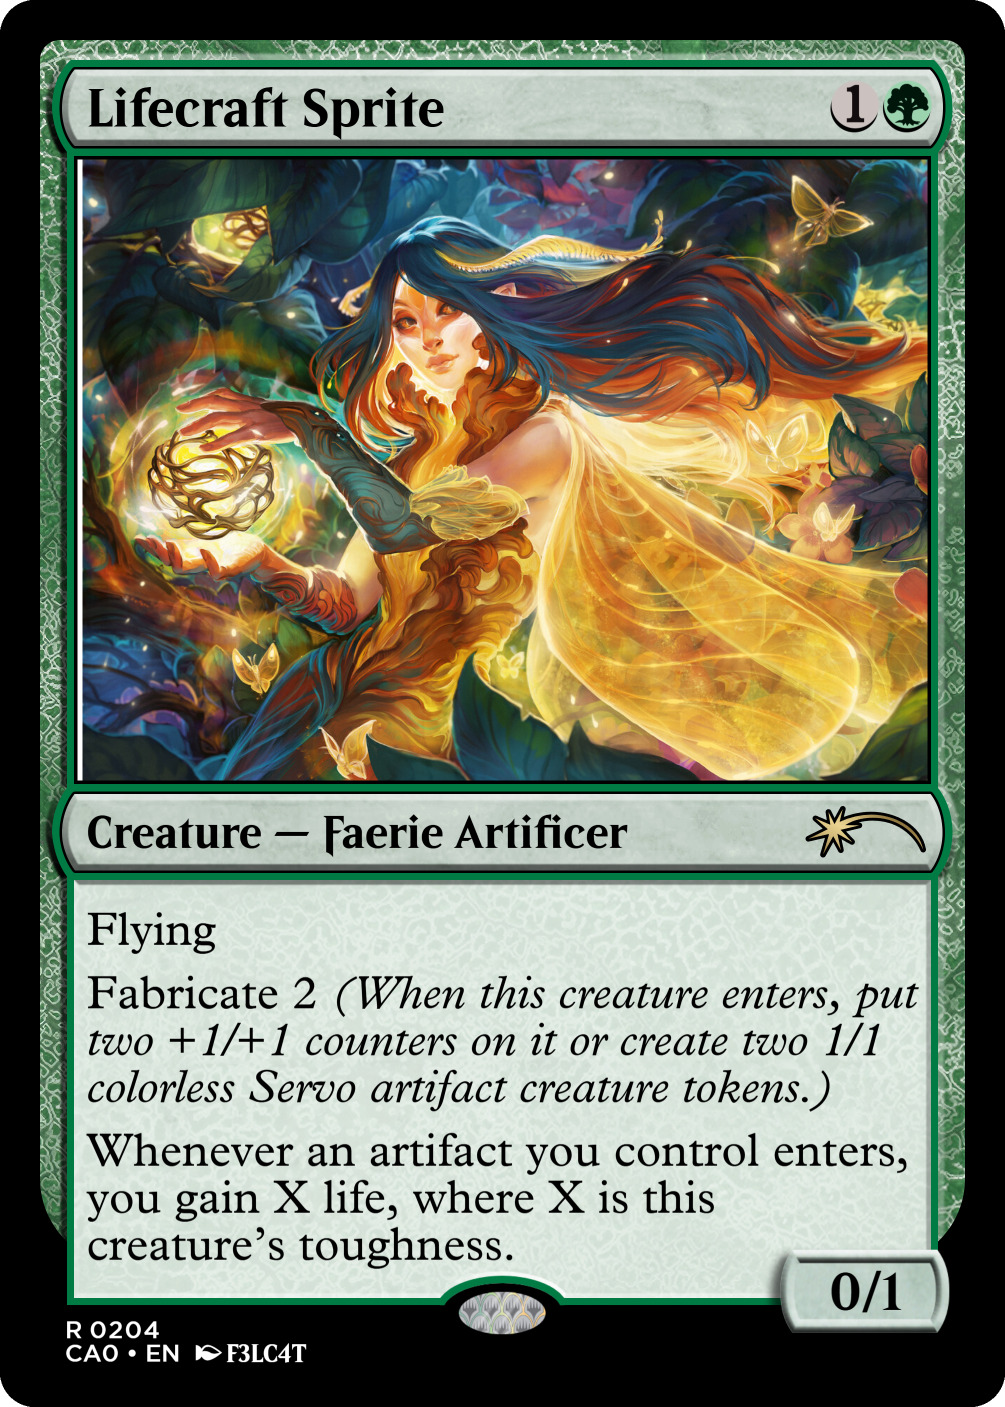 Lifecraft Sprite 1
Creature — Faerie Artificer
Flying
Fabricate 2 (When this creature enters, put
two +1/+1 counters on it or create two 1/1
colorless Servo artifact creature tokens.)
Whenever an artifact you control enters,
you gain X life, where X is this
creature's toughness.
0/1
R 0204
CAO • EN F3LC4T